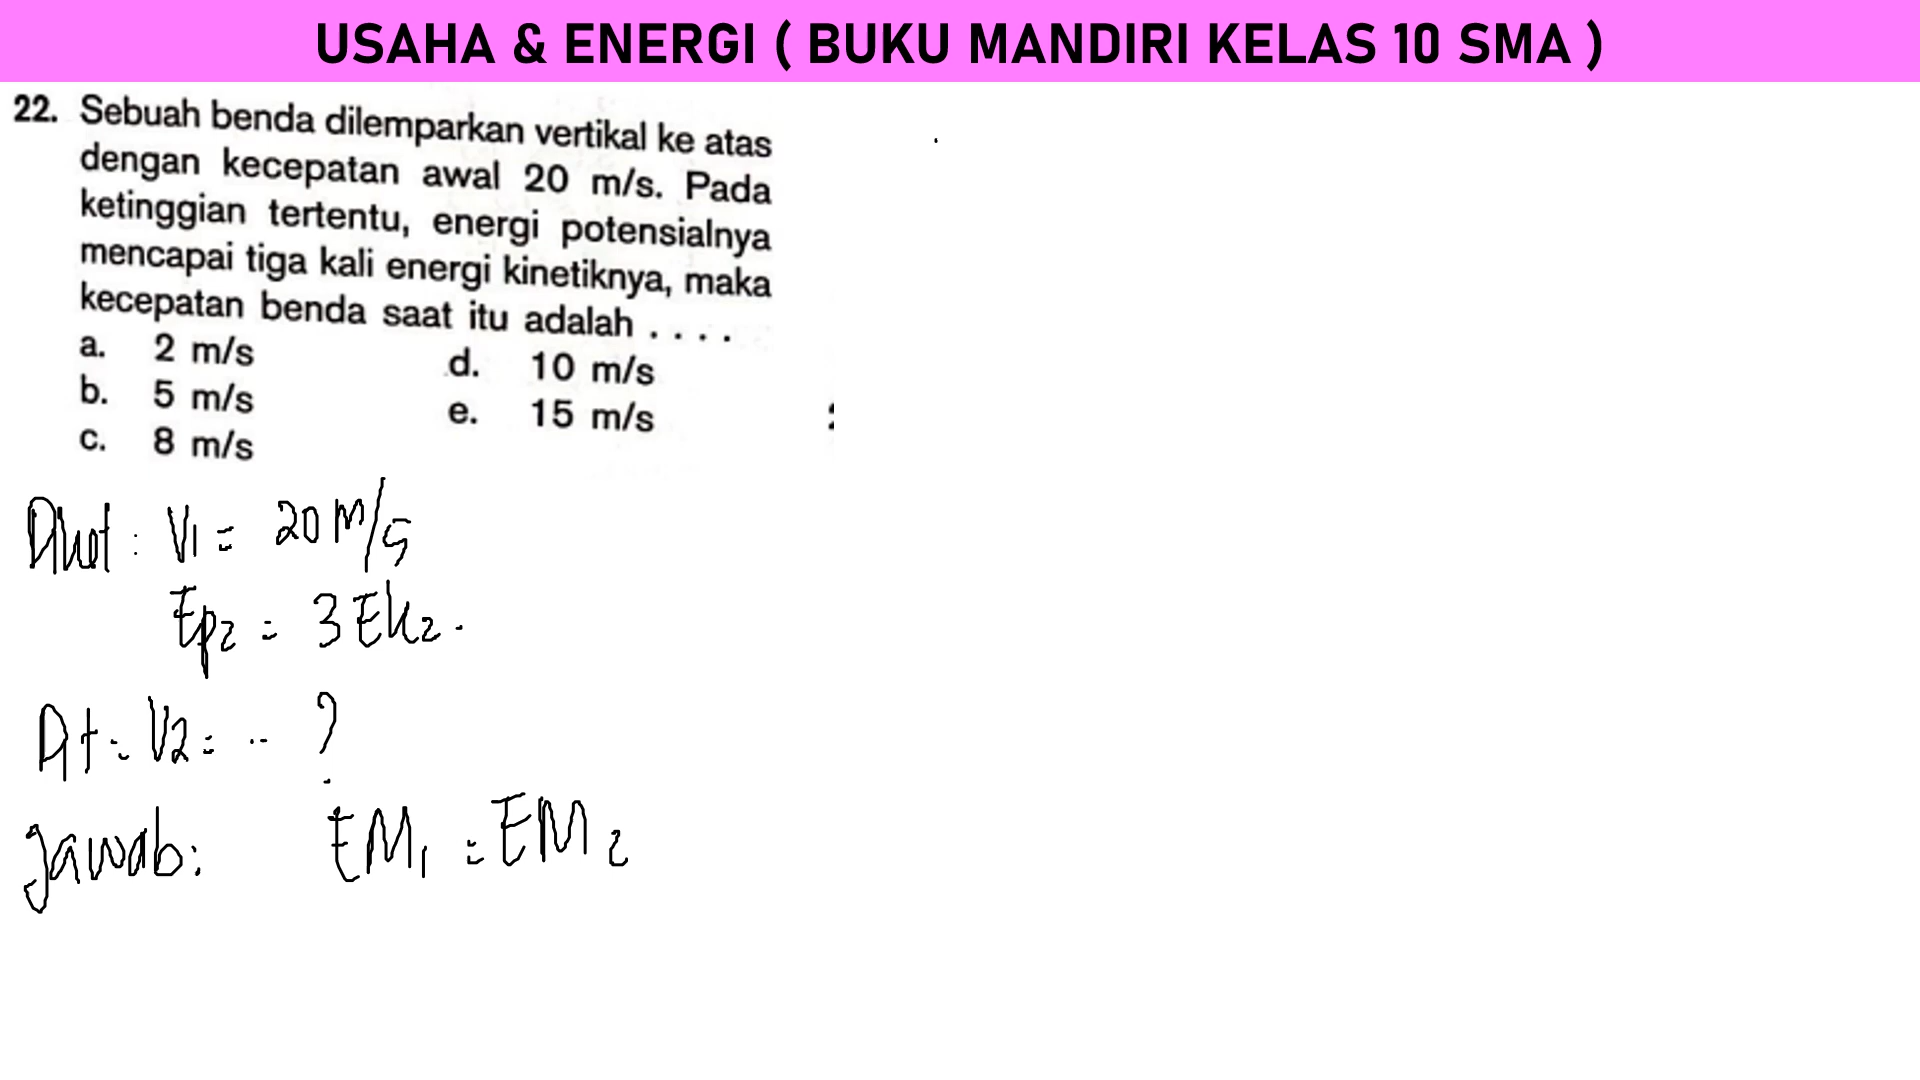 USAHA & ENERGI ( BUKU MANDIRI KELAS 10 SMA )
22. Sebuah benda dilemparkan vertikal ke atas
dengan kecepatan awal 20 m/s. Pada
ketinggian tertentu, energi potensialnya
mencapai tiga kali energi kinetiknya, maka
kecepatan benda saat itu adalah . . . .
a. 2 m/s d. 10 m/s
b. 5 m/s e. 15 m/s
c. 8 m/s
: V1 = 20 m/s
Ep2 = 3 Ek2.
Dt = V2 = .. ?
Jawab: EM1 = EM2